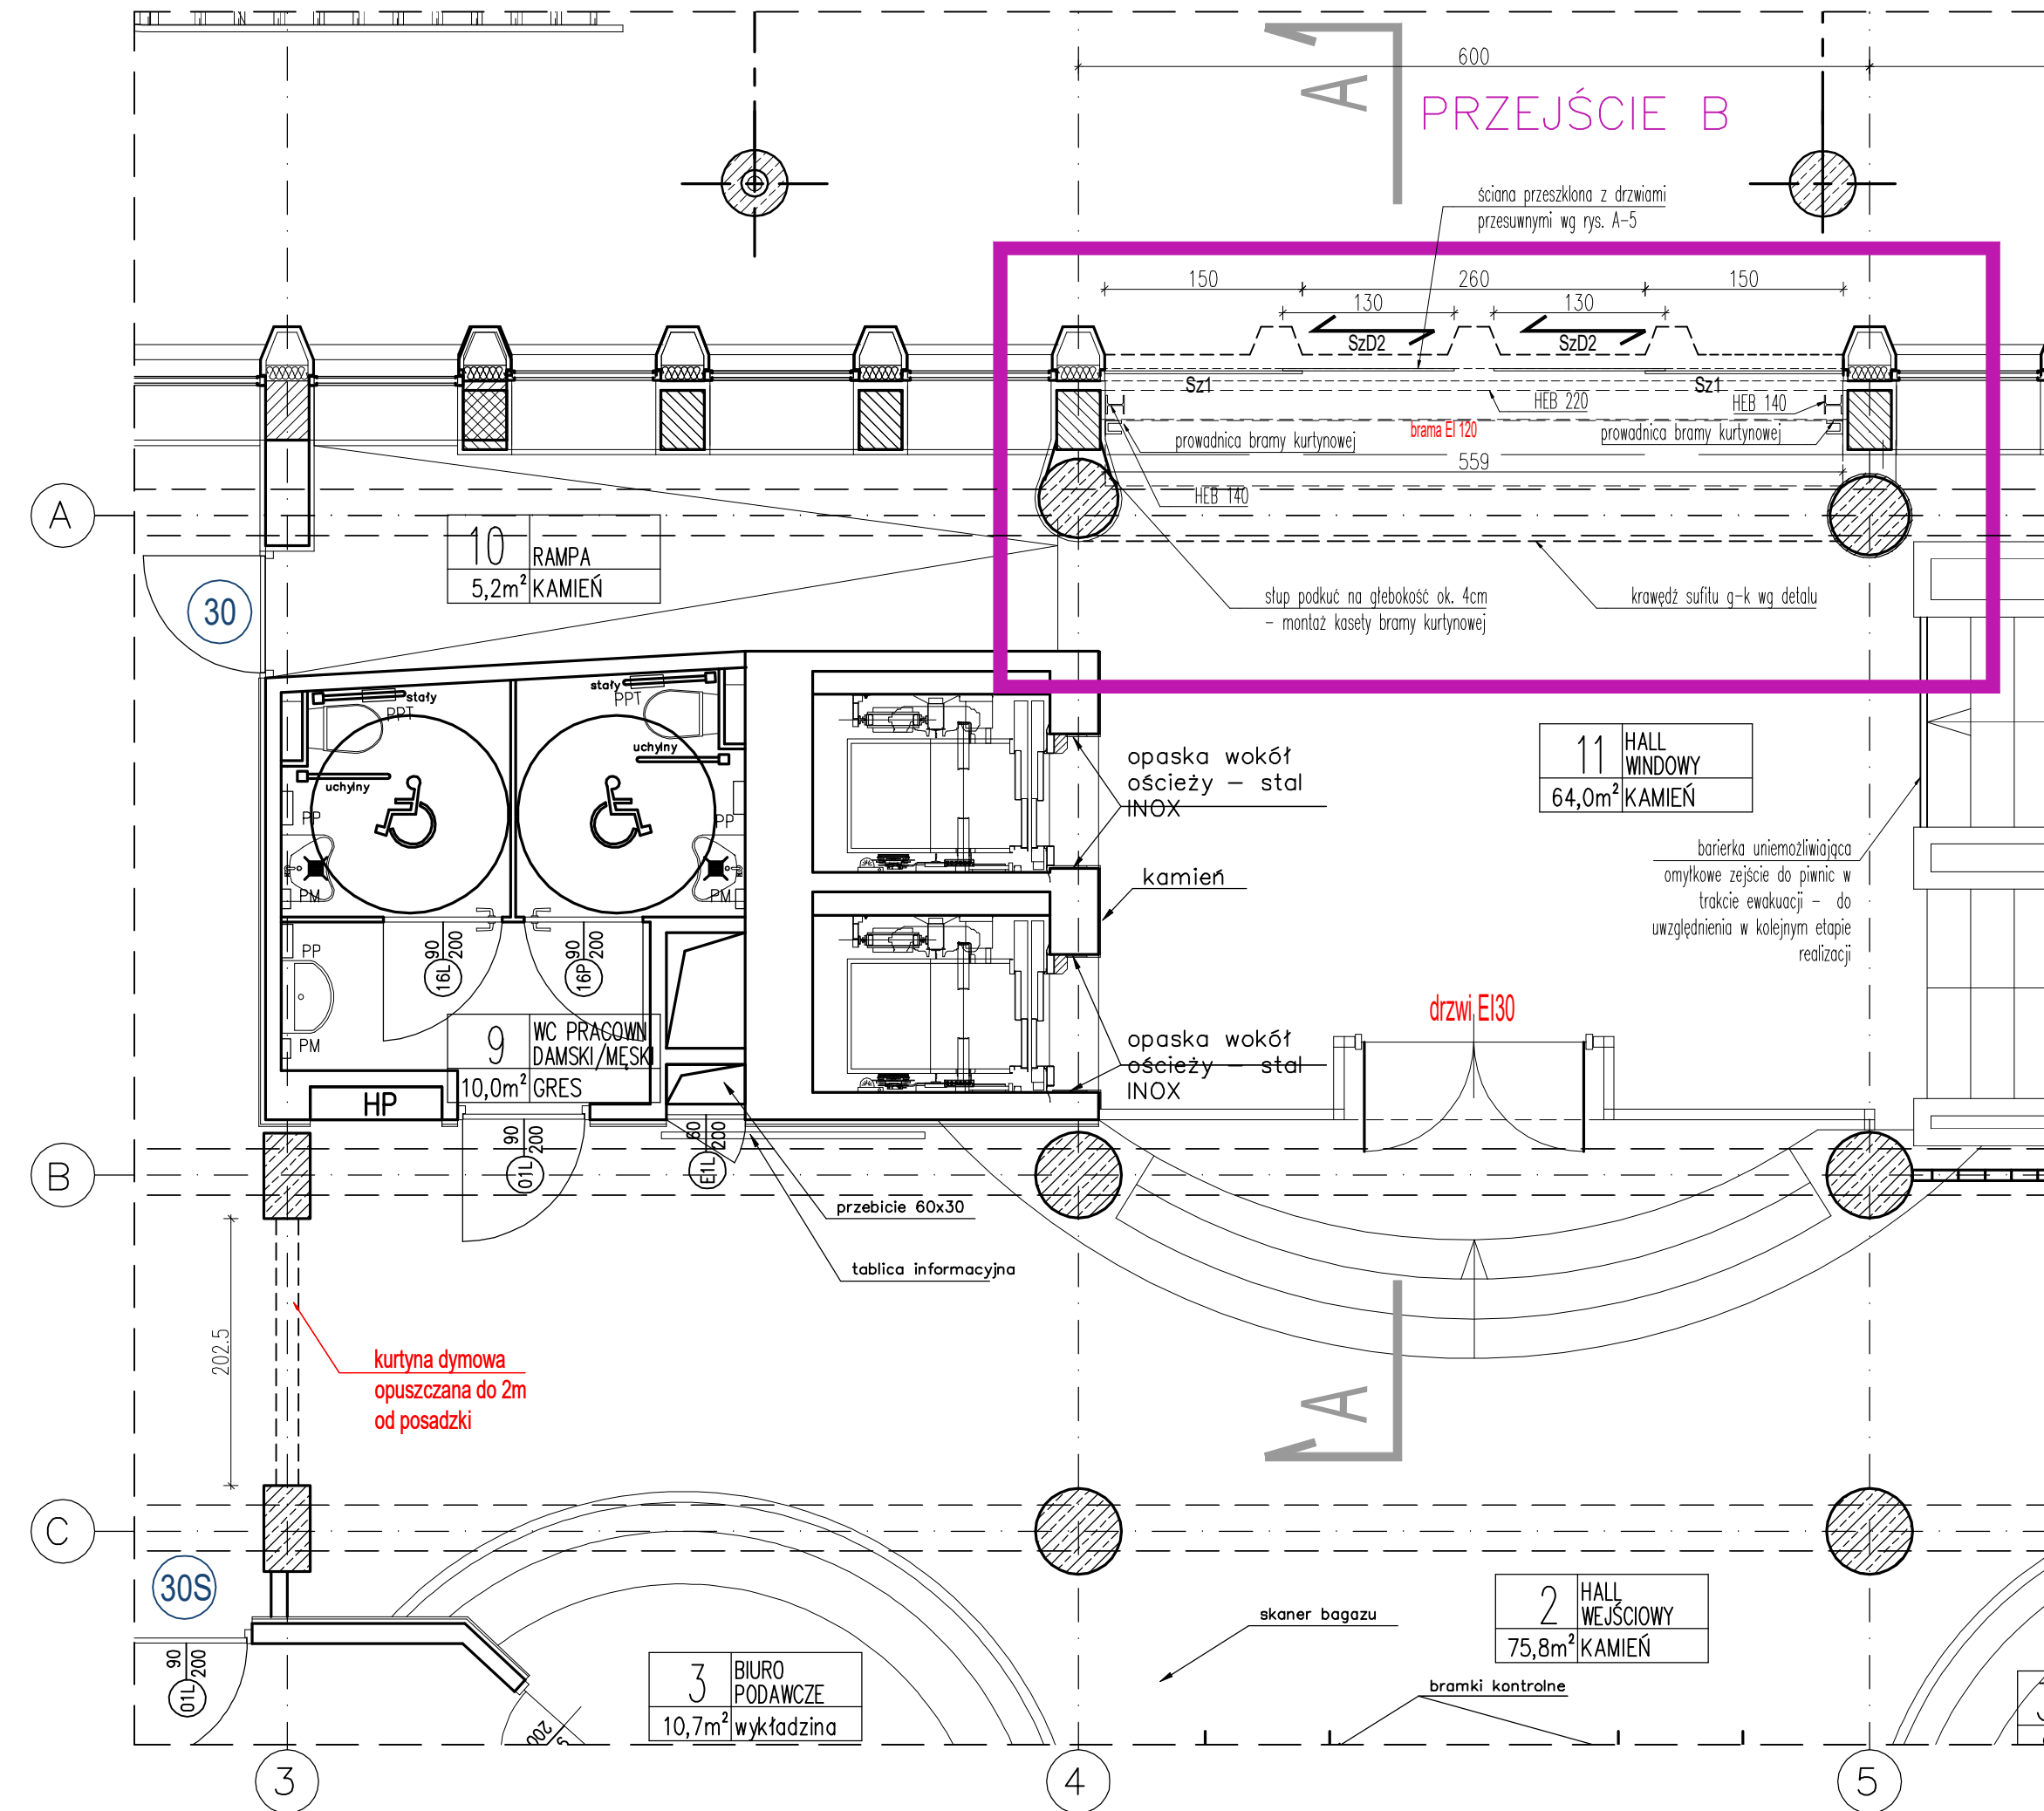 600
A
PRZEJŚCIE B
ściana przeszklona z drzwiami
przesuwnymi wg rys. A-5
150
260
150
130
130
SzD2
SzD2
Sz1
Sz1
HEB 220
HEB 140
prowadnica bramy kurtynowej
brama EI 120
prowadnica bramy kurtynowej
559
HEB 140
A
10
RAMPA
5,2m² KAMIEŃ
30
słup podkuć na głebokość ok. 4cm
- montaż kasety bramy kurtynowej
krawędź sufitu g-k wg detalu
stały
PPT
stały
PPT
uchylny
uchylny
PP
PP
PM
PM
opaska wokół
ościeży – stal
INOX
11
HALL
WINDOWY
64,0m² KAMIEŃ
kamień
barierka uniemożliwiająca
omyłkowe zejście do piwnic w
trakcie ewakuacji - do
uwzględnienia w kolejnym etapie
realizacji
90
200
16L
90
200
16P
PP
PM
9
WC PRACOWN
DAMSKI/MĘSKI
10,0m² GRES
HP
drzwi EI30
opaska wokół
ościeży – stal
INOX
90
200
01L
60
200
E1L
B
przebicie 60x30
tablica informacyjna
202.5
kurtyna dymowa
opuszczana do 2m
od posadzki
A
C
30S
90
200
01L
200
3
BIURO
PODAWCZE
10,7m² wykładzina
skaner bagazu
bramki kontrolne
2
HALL
WEJŚCIOWY
75,8m² KAMIEŃ
3
4
5